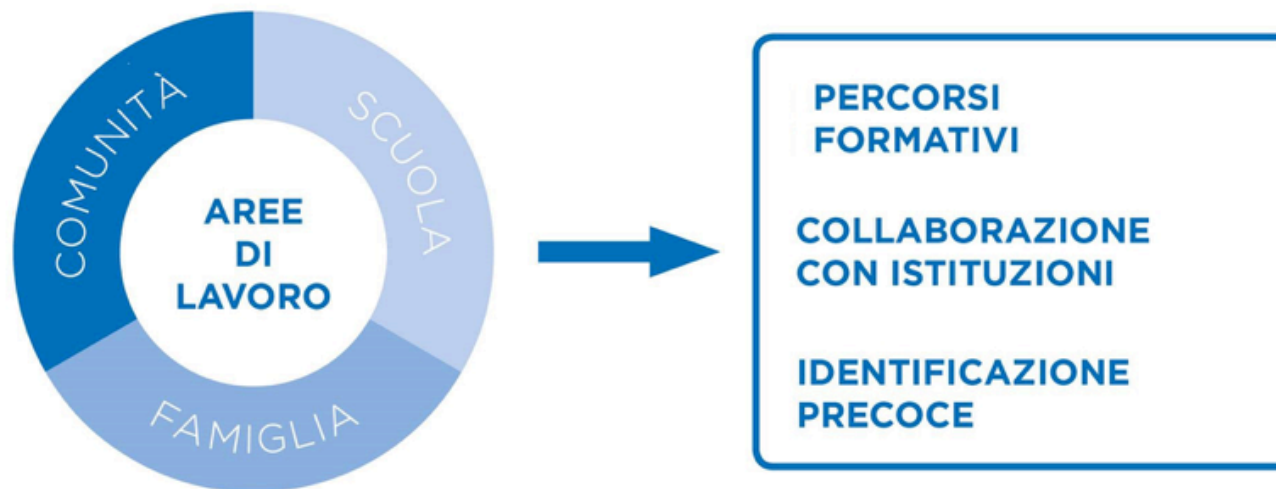 COMUNITÀ
SCUOLA
FAMIGLIA
AREE
DI
LAVORO
PERCORSI
FORMATIVI
COLLABORAZIONE
CON ISTITUZIONI
IDENTIFICAZIONE
PRECOCE